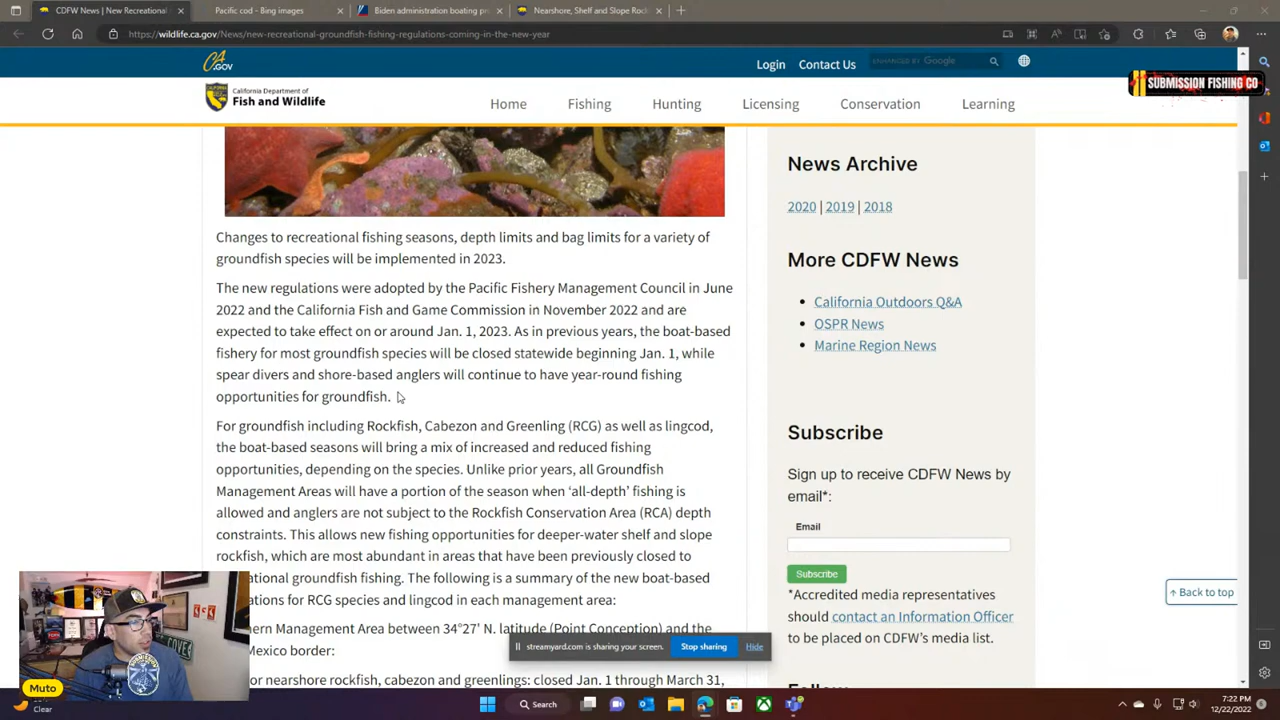 CDFW News | New Recreational
Pacific cod - Bing images
Biden administration boating pr
Nearshore, Shelf and Slope Rock
https://wildlife.ca.gov/News/new-recreational-groundfish-fishing-regulations-coming-in-the-new-year
CA.GOV
Login
Contact Us
ENHANCED BY Google
SUBMISSION FISHING CO
California Department of
Fish and Wildlife
Home
Fishing
Hunting
Licensing
Conservation
Learning
Changes to recreational fishing seasons, depth limits and bag limits for a variety of
groundfish species will be implemented in 2023.
The new regulations were adopted by the Pacific Fishery Management Council in June
2022 and the California Fish and Game Commission in November 2022 and are
expected to take effect on or around Jan. 1, 2023. As in previous years, the boat-based
fishery for most groundfish species will be closed statewide beginning Jan. 1, while
spear divers and shore-based anglers will continue to have year-round fishing
opportunities for groundfish.
For groundfish including Rockfish, Cabezon and Greenling (RCG) as well as lingcod,
the boat-based seasons will bring a mix of increased and reduced fishing
opportunities, depending on the species. Unlike prior years, all Groundfish
Management Areas will have a portion of the season when 'all-depth' fishing is
allowed and anglers are not subject to the Rockfish Conservation Area (RCA) depth
constraints. This allows new fishing opportunities for deeper-water shelf and slope
rockfish, which are most abundant in areas that have been previously closed to
ational groundfish fishing. The following is a summary of the new boat-based
ations for RCG species and lingcod in each management area:
ern Management Area between 34°27' N. latitude (Point Conception) and the
Mexico border:
or nearshore rockfish, cabezon and greenlings: closed Jan. 1 through March 31,
News Archive
2020 | 2019 | 2018
More CDFW News
California Outdoors Q&A
OSPR News
Marine Region News
Subscribe
Sign up to receive CDFW News by
email*:
Email
Subscribe
*Accredited media representatives
should contact an Information Officer
to be placed on CDFW's media list.
Back to top
streamyard.com is sharing your screen.
Stop sharing
Hide
Muto
Clear
Search
7:22 PM
12/22/2022